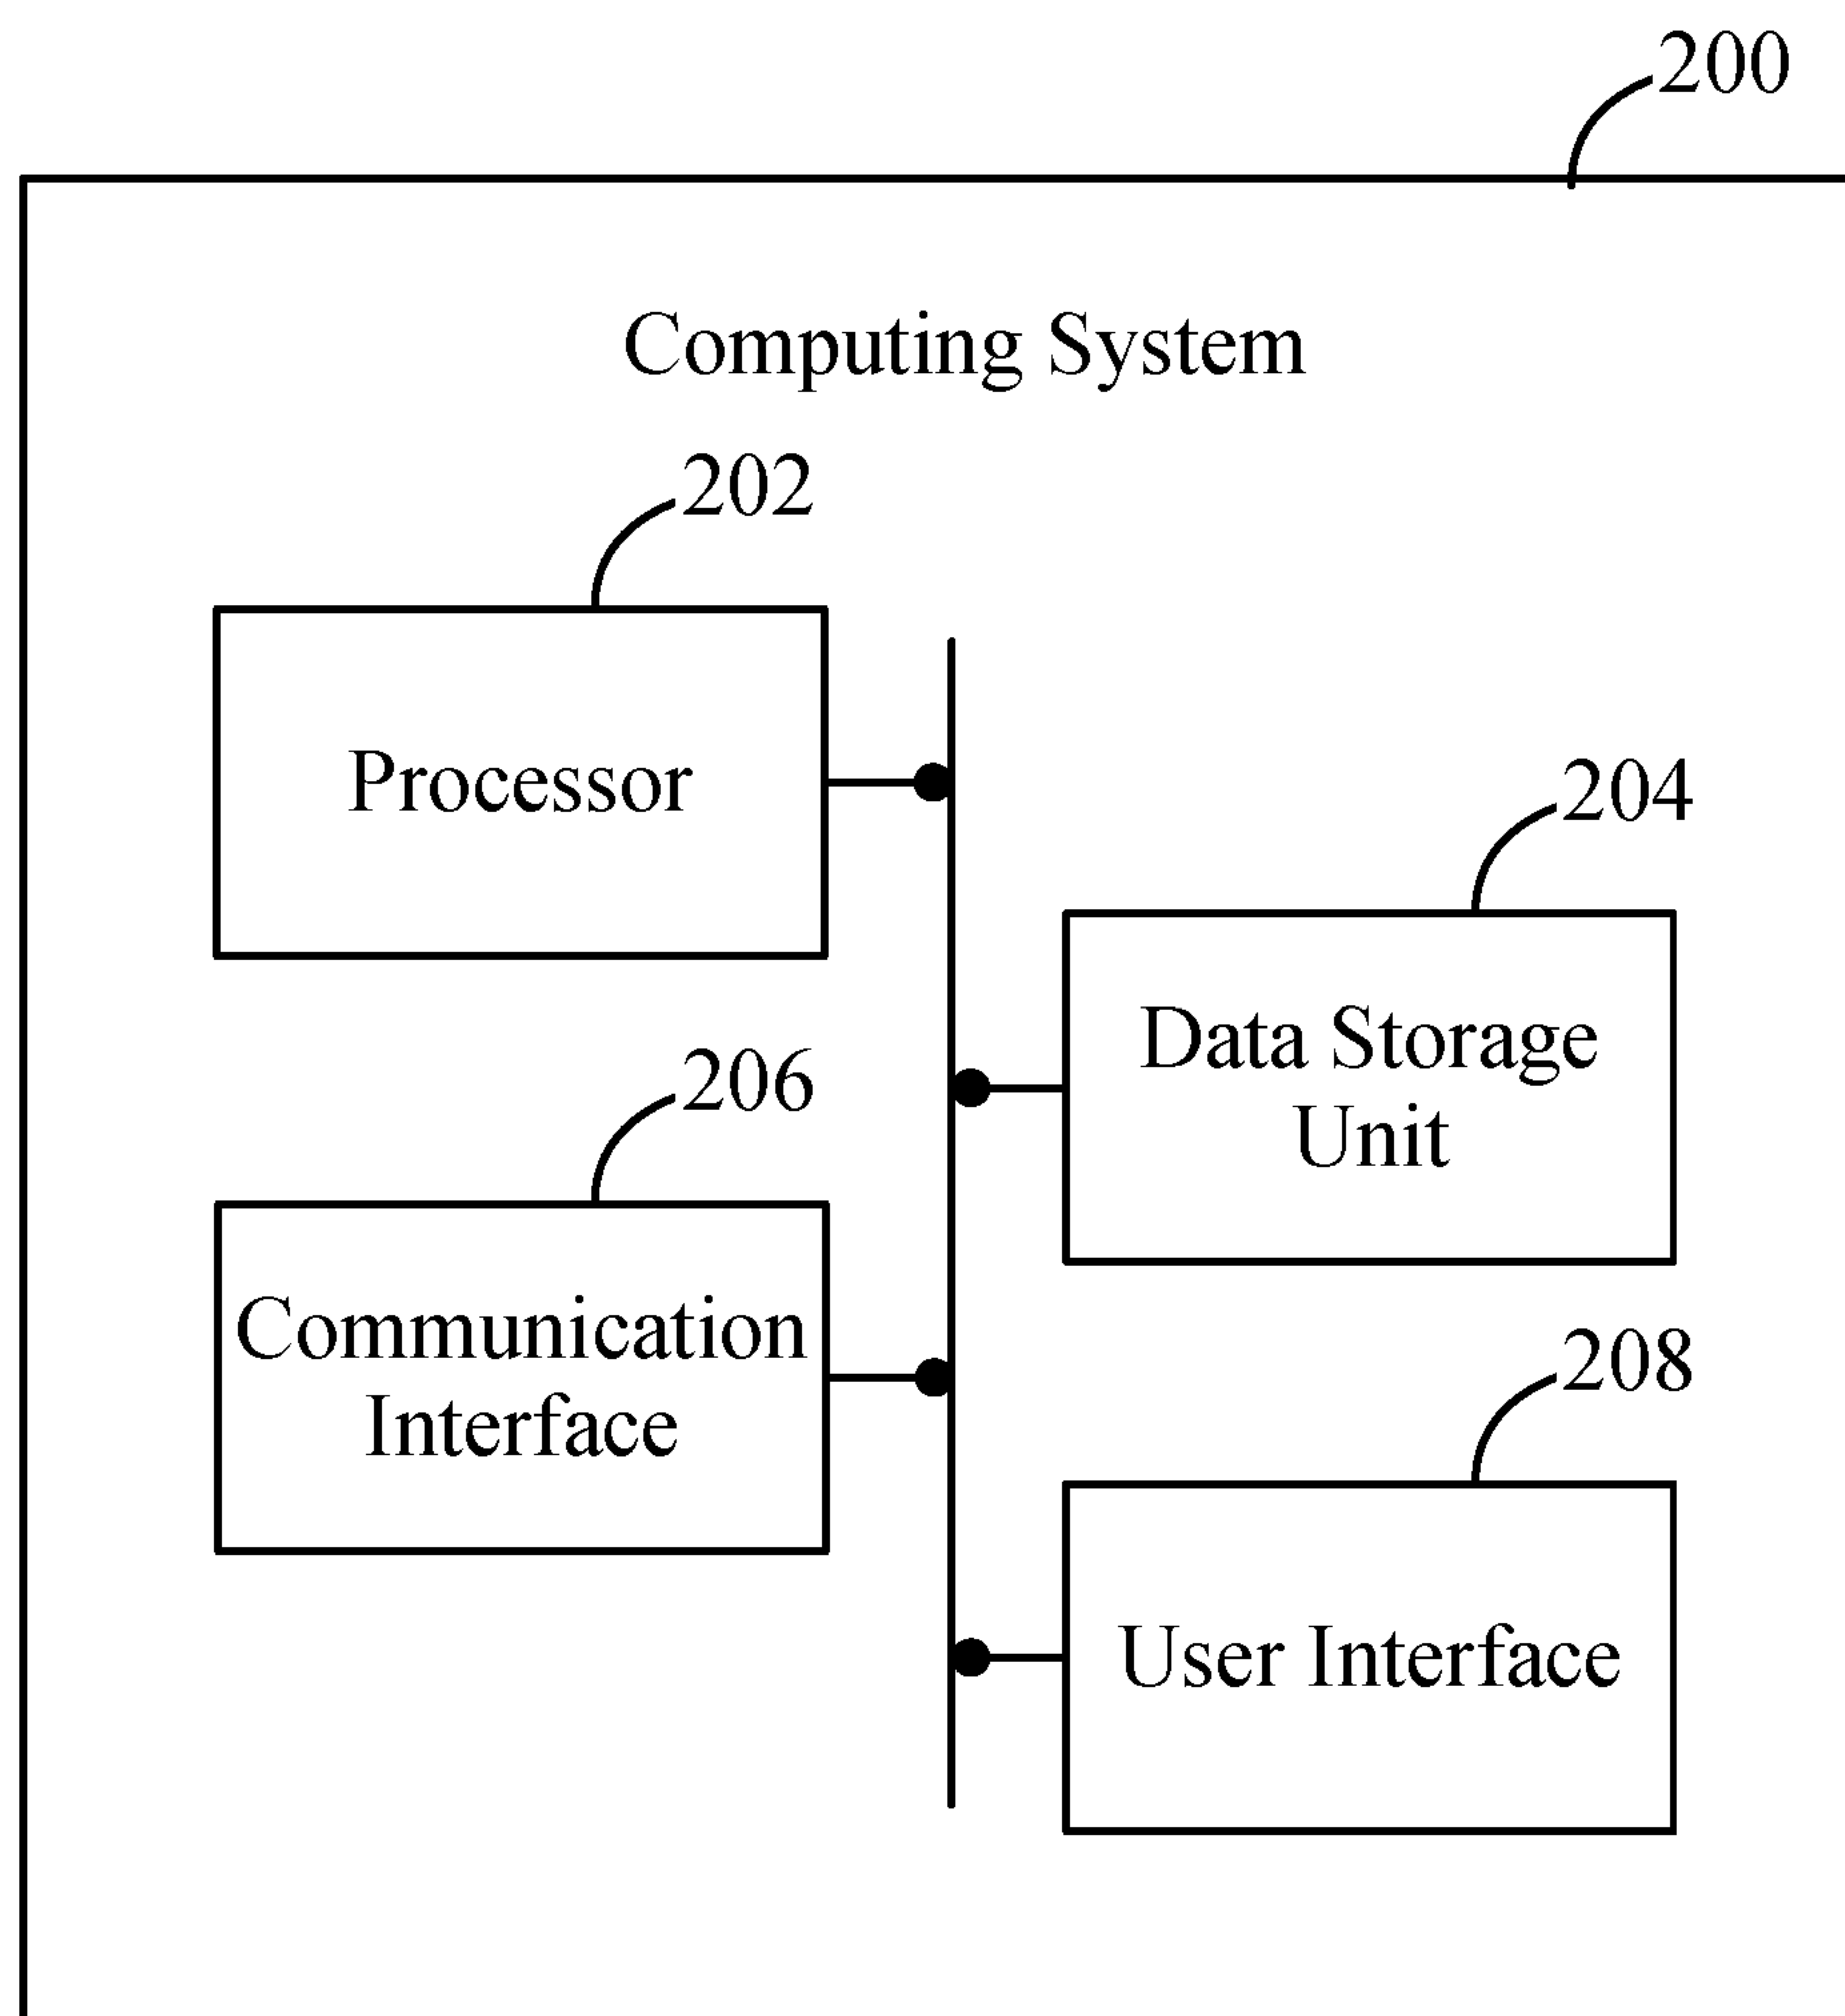 200
Computing System
202
Processor
204
Data Storage
Unit
206
Communication
Interface
208
User Interface